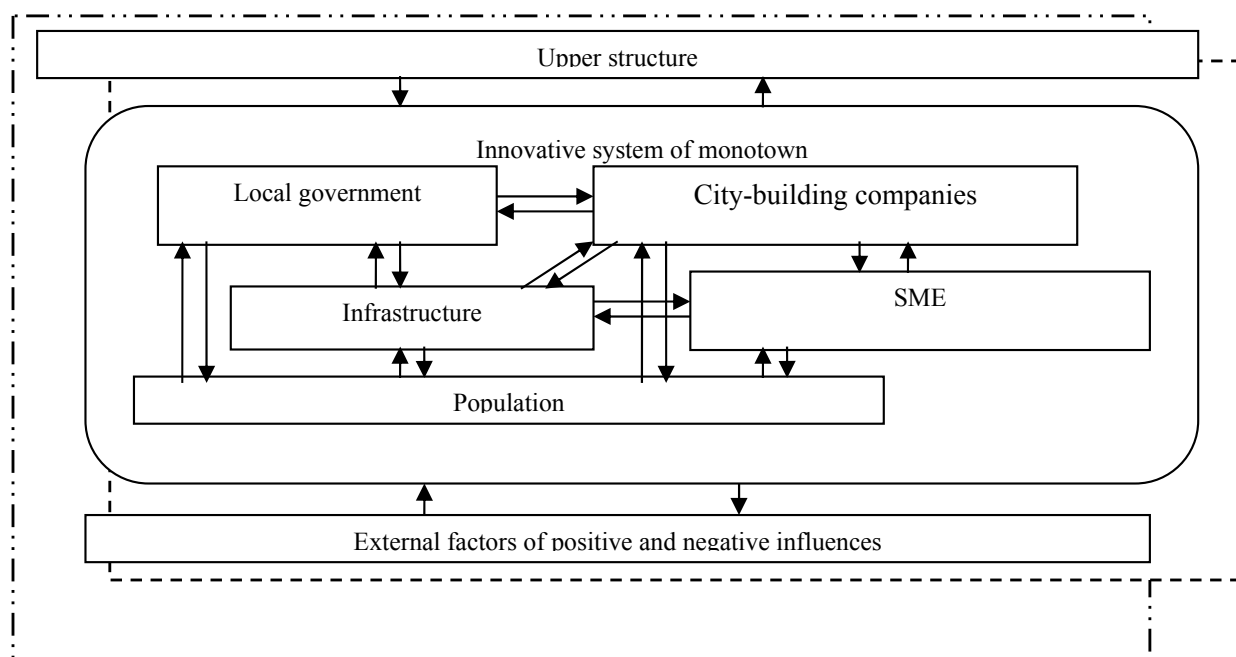 Upper structure
Innovative system of monotown
Local government
City-building companies
Infrastructure
SME
Population
External factors of positive and negative influences